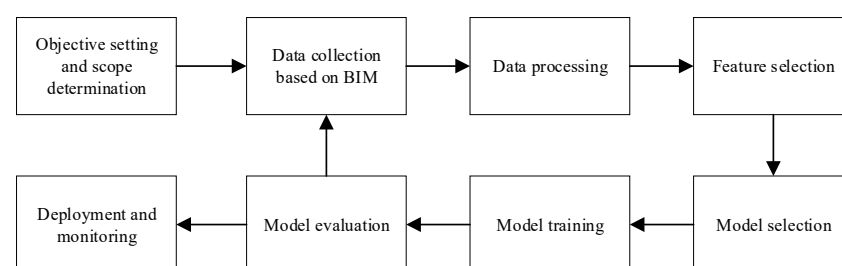 Objective setting
and scope
determination
Data collection
based on BIM
Data processing
Feature selection
Deployment and
monitoring
Model evaluation
Model training
Model selection